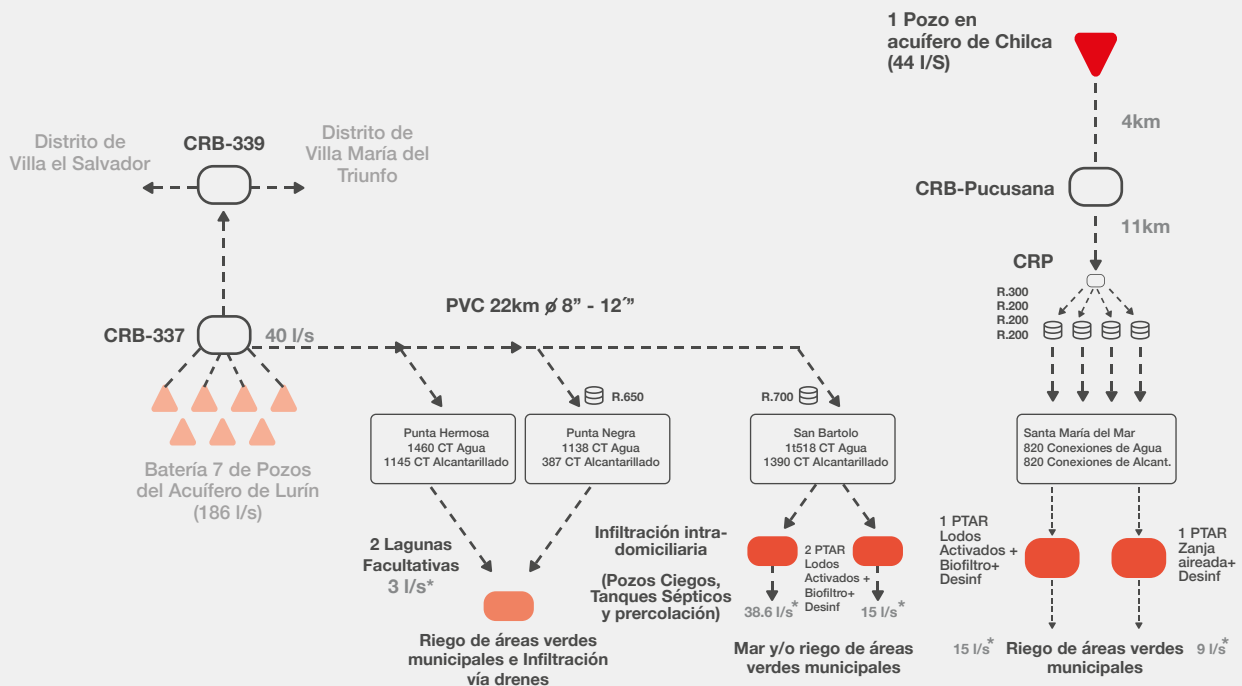 1 Pozo en
acuífero de Chilca
(44 l/S)
4km
CRB-Pucusana
11km
CRP
R.300
R.200
R.200
R.200
Distrito de
Villa el Salvador
CRB-339
Distrito de
Villa María del
Triunfo
CRB-337
40 l/s
PVC 22km ø 8” - 12´”
Batería 7 de Pozos
del Acuífero de Lurín
(186 l/s)
R.650
R.700
Punta Hermosa
1460 CT Agua
1145 CT Alcantarillado
Punta Negra
1138 CT Agua
387 CT Alcantarillado
San Bartolo
1t518 CT Agua
1390 CT Alcantarillado
Santa María del Mar
820 Conexiones de Agua
820 Conexiones de Alcant.
2 Lagunas
Facultativas
3 l/s*
Riego de áreas verdes
municipales e Infiltración
vía drenes
Infiltración intra-
domiciliaria
(Pozos Ciegos,
Tanques Sépticos
y prercolación)
2 PTAR
Lodos
Activados +
Biofiltro+
Desinf
38.6 l/s*
15 l/s*
Mar y/o riego de áreas
verdes municipales
1 PTAR
Lodos
Activados +
Biofiltro+
Desinf
1 PTAR
Zanja
aireada+
Desinf
15 l/s*
Riego de áreas verdes
municipales
9 l/s*